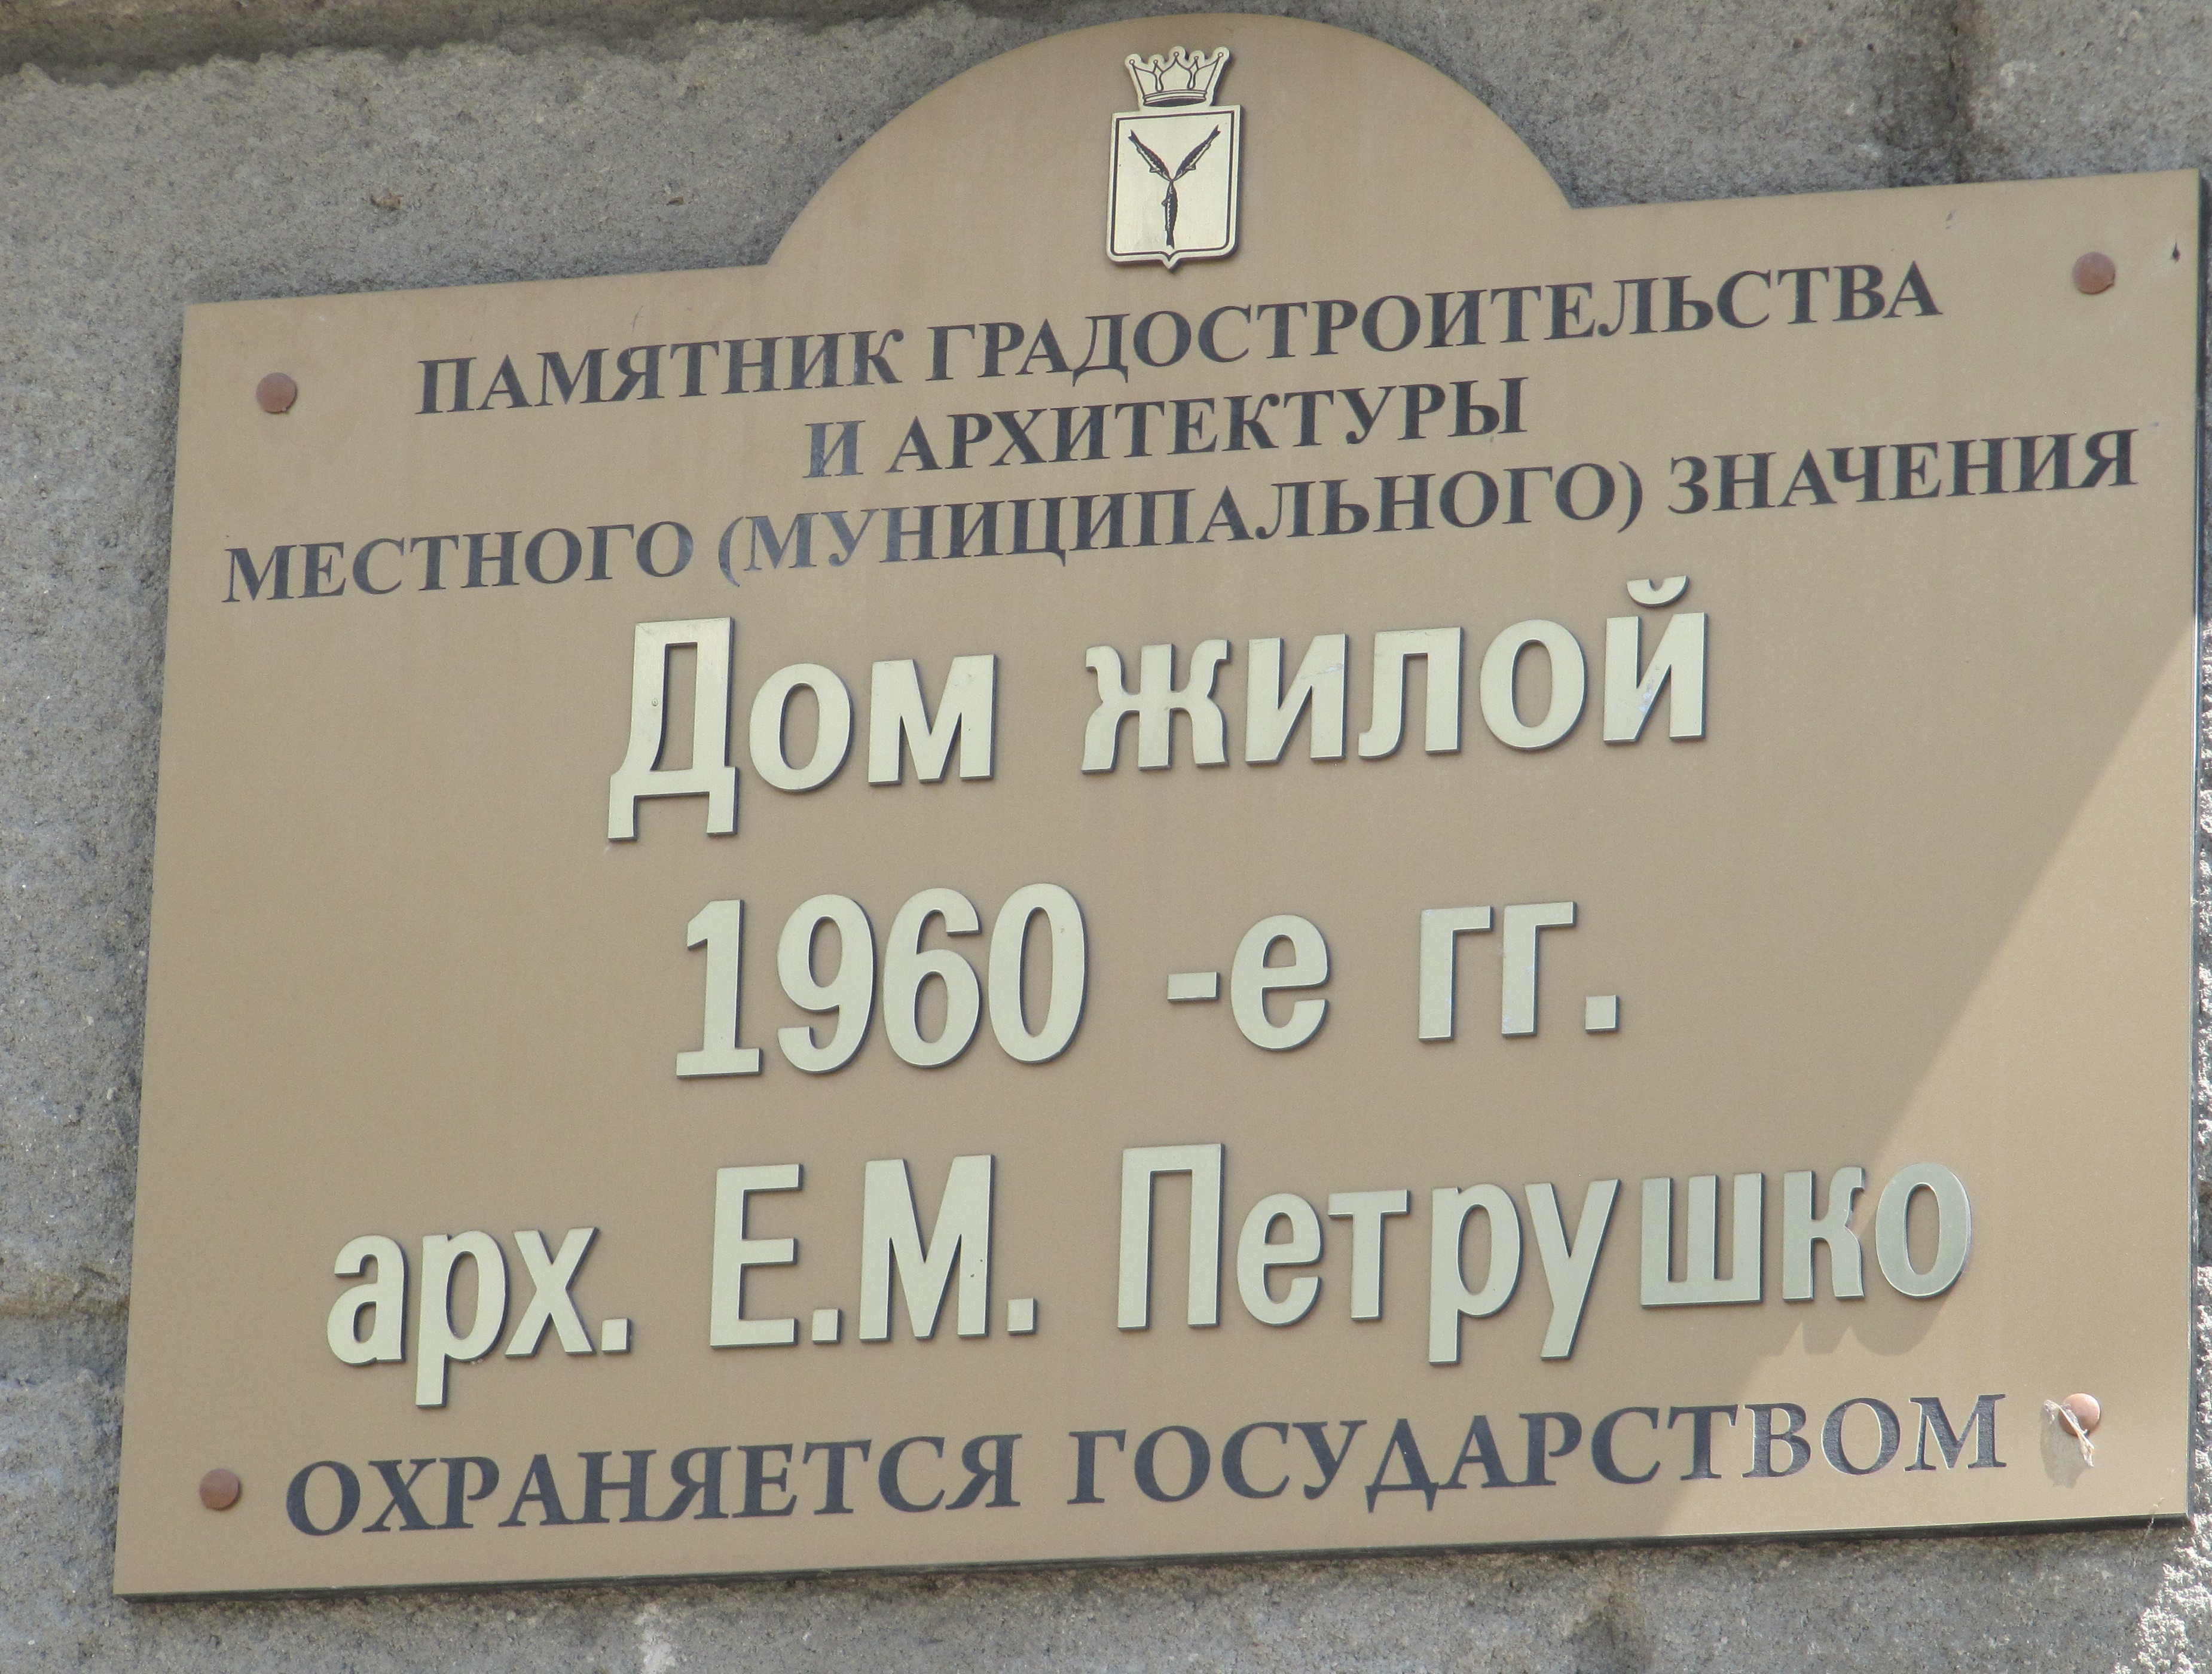 ПАМЯТНИК ГРАДОСТРОИТЕЛЬСТВА
И АРХИТЕКТУРЫ
МЕСТНОГО (МУНИЦИПАЛЬНОГО) ЗНАЧЕНИЯ
Дом жилой
1960 -е гг.
арх. Е.М. Петрушко
ОХРАНЯЕТСЯ ГОСУДАРСТВОМ